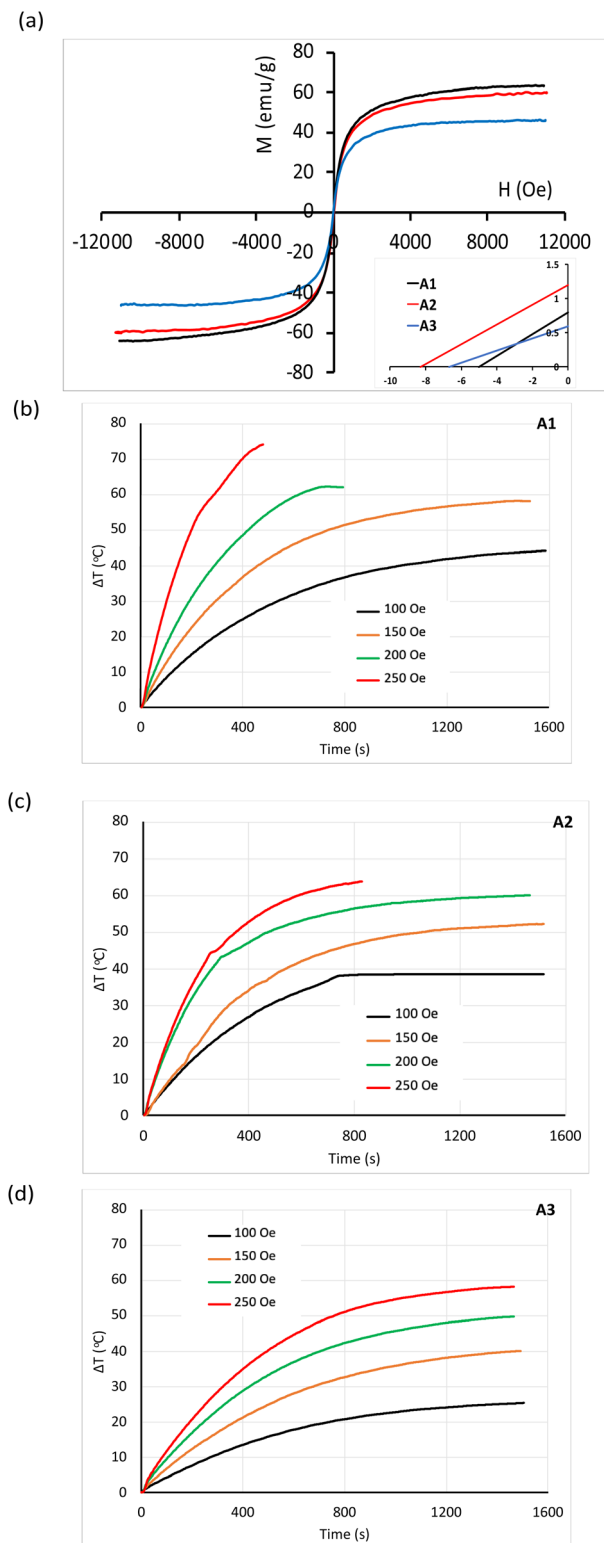 (a)
M (emu/g)
80
60
40
20
0
-20
-40
-60
-80
H (Oe)
-12000 -8000 -4000 0 4000 8000 12000
A1
A2
A3
1.5
1
0.5
0
-10 -8 -6 -4 -2 0
(b)
A1
ΔT (°C)
80
70
60
50
40
30
20
10
0
100 Oe
150 Oe
200 Oe
250 Oe
0 400 800 1200 1600
Time (s)
(c)
A2
ΔT (°C)
80
70
60
50
40
30
20
10
0
100 Oe
150 Oe
200 Oe
250 Oe
0 400 800 1200 1600
Time (s)
(d)
A3
ΔT (°C)
80
70
60
50
40
30
20
10
0
100 Oe
150 Oe
200 Oe
250 Oe
0 400 800 1200 1600
Time (s)